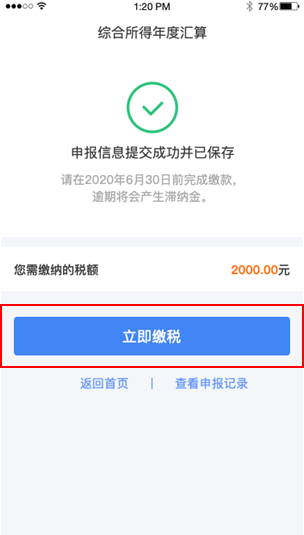 1:20 PM
77%
综合所得年度汇算
申报信息提交成功并已保存
请在2020年6月30日前完成缴款，
逾期将会产生滞纳金。
您需缴纳的税额
2000.00元
立即缴税
返回首页 | 查看申报记录